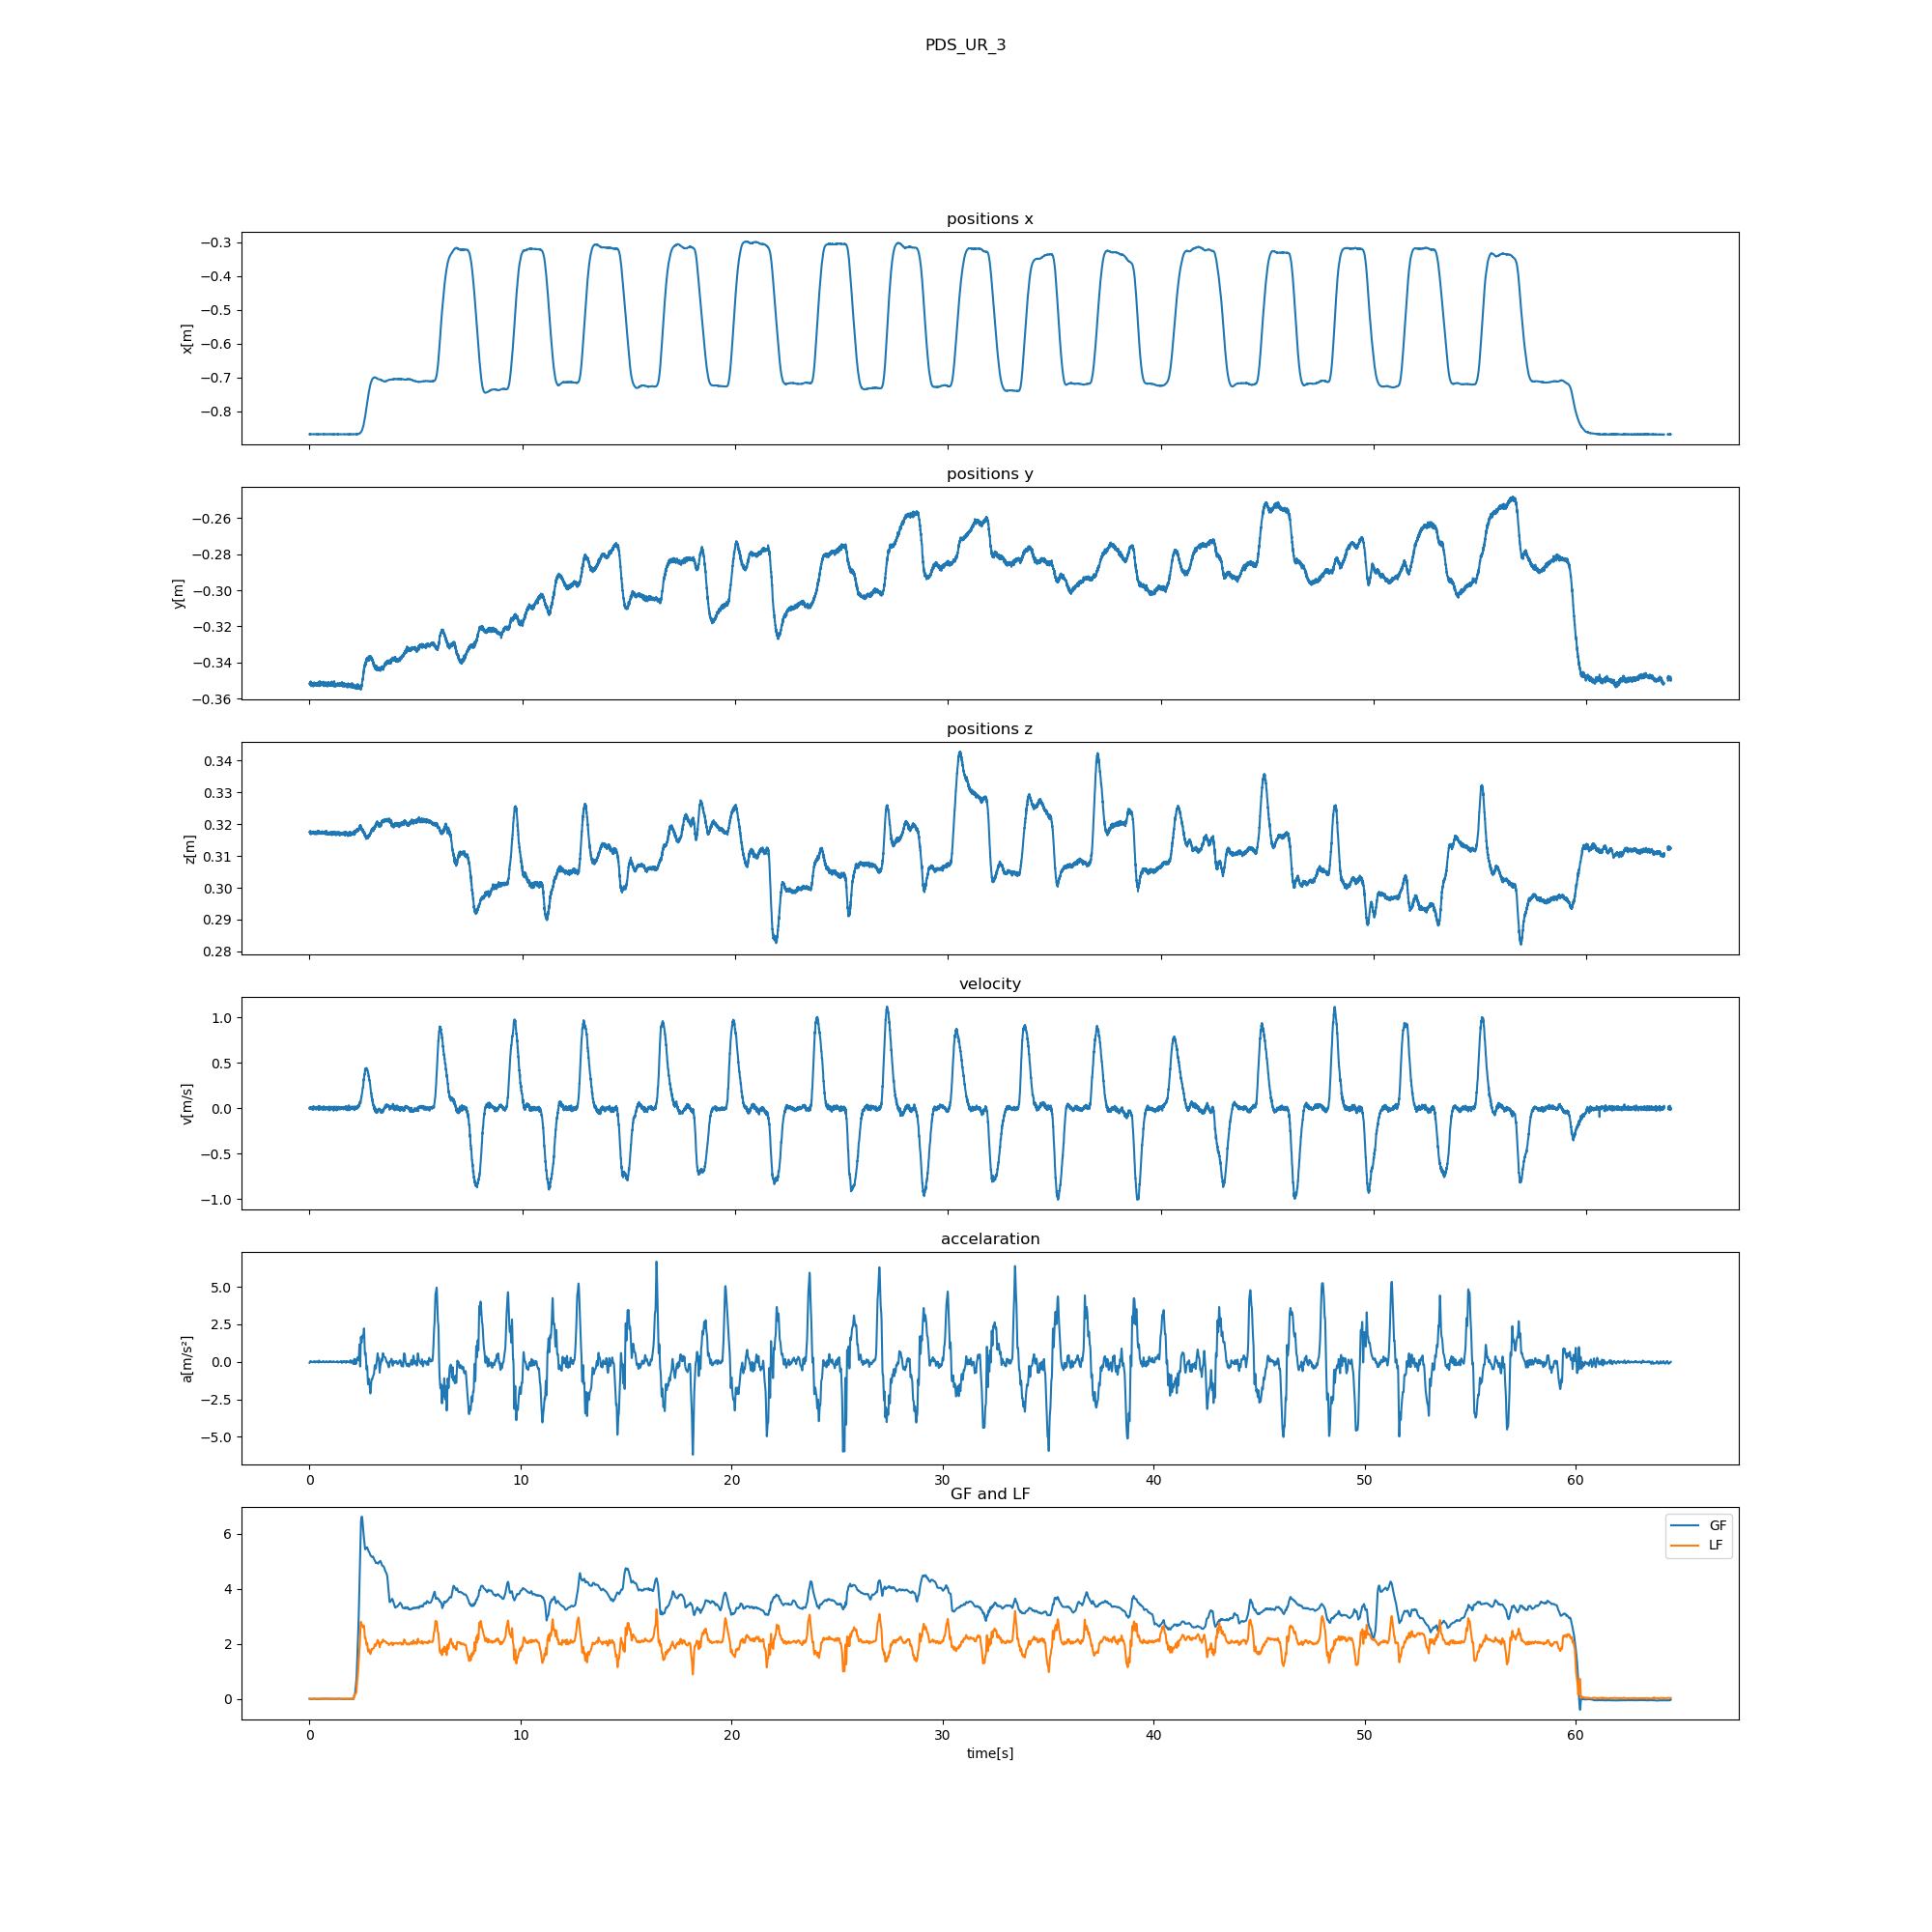 PDS_UR_3
positions x
−0.3
−0.4
−0.5
−0.6
−0.7
−0.8
x[m]
positions y
−0.26
−0.28
−0.30
−0.32
−0.34
−0.36
y[m]
positions z
0.34
0.33
0.32
0.31
0.30
0.29
0.28
z[m]
velocity
1.0
0.5
0.0
−0.5
−1.0
v[m/s]
accelaration
5.0
2.5
0.0
−2.5
−5.0
a[m/s²]
0 10 20 30 40 50 60
GF and LF
6
4
2
0
GF
LF
0 10 20 30 40 50 60
time[s]